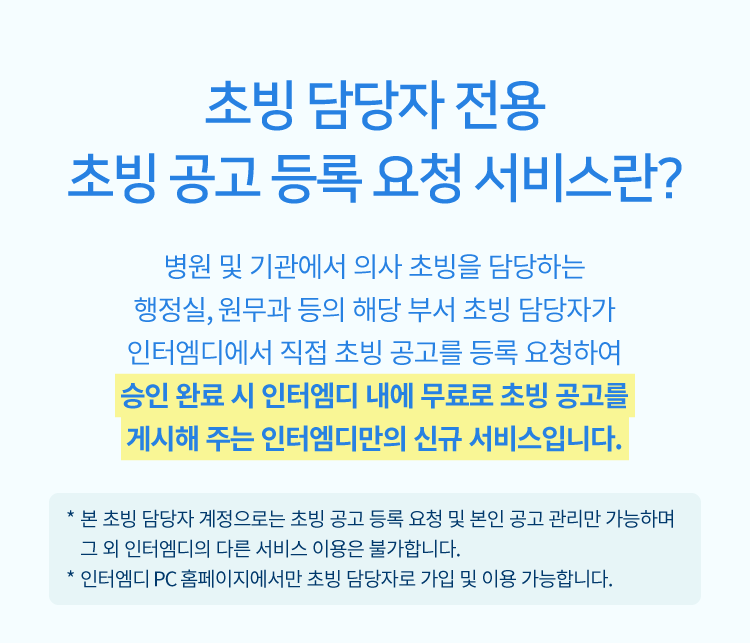 초빙 담당자 전용
초빙 공고 등록 요청 서비스란?
병원 및 기관에서 의사 초빙을 담당하는
행정실, 원무과 등의 해당 부서 초빙 담당자가
인터엠디에서 직접 초빙 공고를 등록 요청하여
승인 완료 시 인터엠디 내에 무료로 초빙 공고를
게시해 주는 인터엠디만의 신규 서비스입니다.
* 본 초빙 담당자 계정으로는 초빙 공고 등록 요청 및 본인 공고 관리만 가능하며
그 외 인터엠디의 다른 서비스 이용은 불가합니다.
* 인터엠디 PC 홈페이지에서만 초빙 담당자로 가입 및 이용 가능합니다.